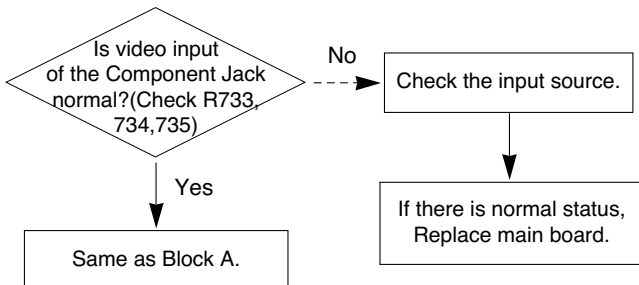 Is video input
of the Component Jack
normal?(Check R733,
734,735)
No
Check the input source.
Yes
If there is normal status,
Replace main board.
Same as Block A.